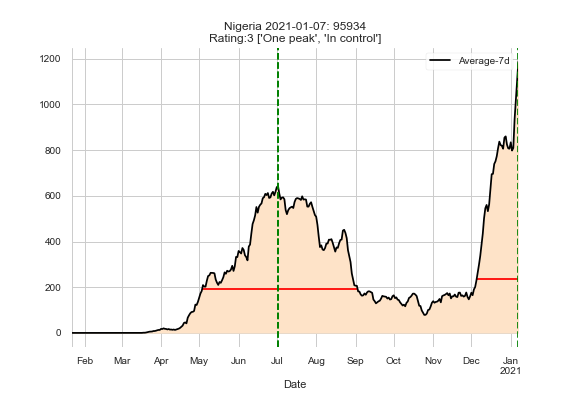 Nigeria 2021-01-07: 95934
Rating:3 ['One peak', 'In control']
Average-7d
1200
1000
800
600
400
200
0
Feb Mar Apr May Jun Jul Aug Sep Oct Nov Dec Jan
2021
Date